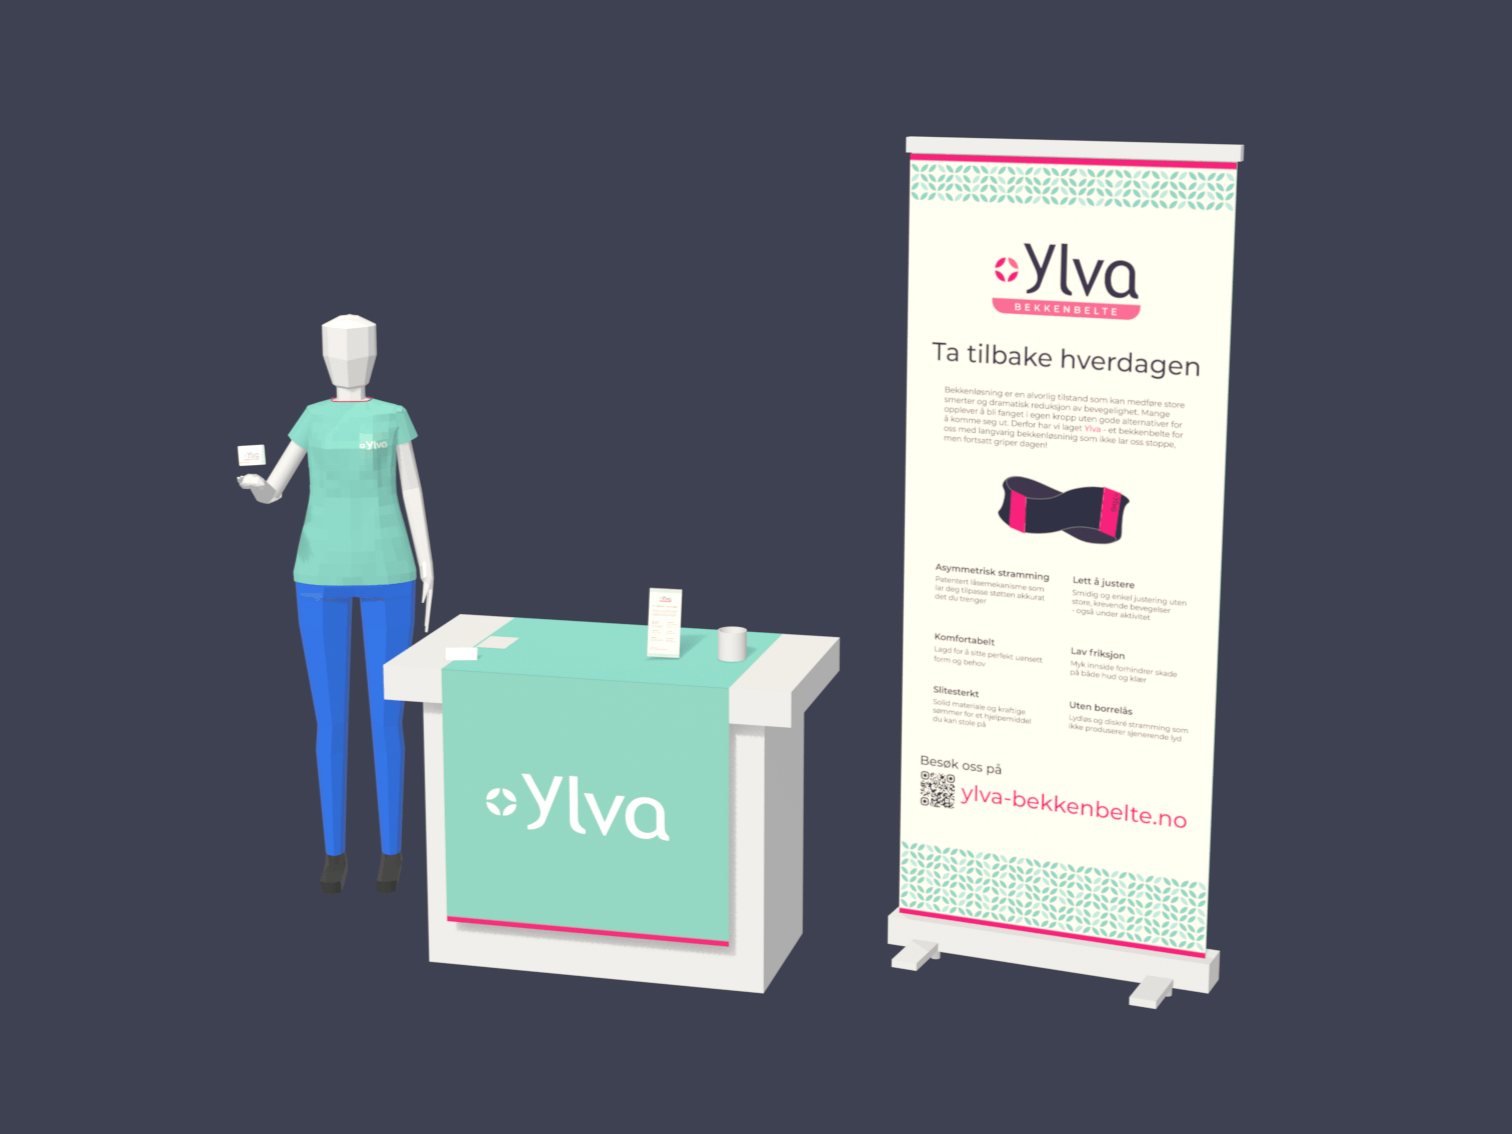 ylva
BEKKENBELTE
Ta tilbake hverdagen
Bekkenløsning er en alvorlig tilstand som kan medføre store
smerter og dramatisk reduksjon av bevegelighet. Mange
opplever å bli fanget i egen kropp uten gode alternativer for
å komme seg ut. Derfor har vi laget Ylva - et bekkenbelte for
oss med langvarig bekkenløsning som ikke lar oss stoppe,
men fortsatt griper dagen!
Asymmetrisk stramming
Patentert låsemekanisme som
lar deg tilpasse støtten akkurat
det du trenger
Lett å justere
Smidig og enkel justering uten
store, krevende bevegelser
- også under aktivitet
Komfortabelt
Lagd for å sitte perfekt uansett
form og behov
Lav friksjon
Myk innside forhindrer skade
på både hud og klær
Slitesterkt
Solid materiale og kraftige
sømmer for et hjelpemiddel
du kan stole på
Uten borrelås
Lydløs og diskré stramming som
ikke produserer sjenerende lyd
Besøk oss på
ylva-bekkenbelte.no
ylva
ylva